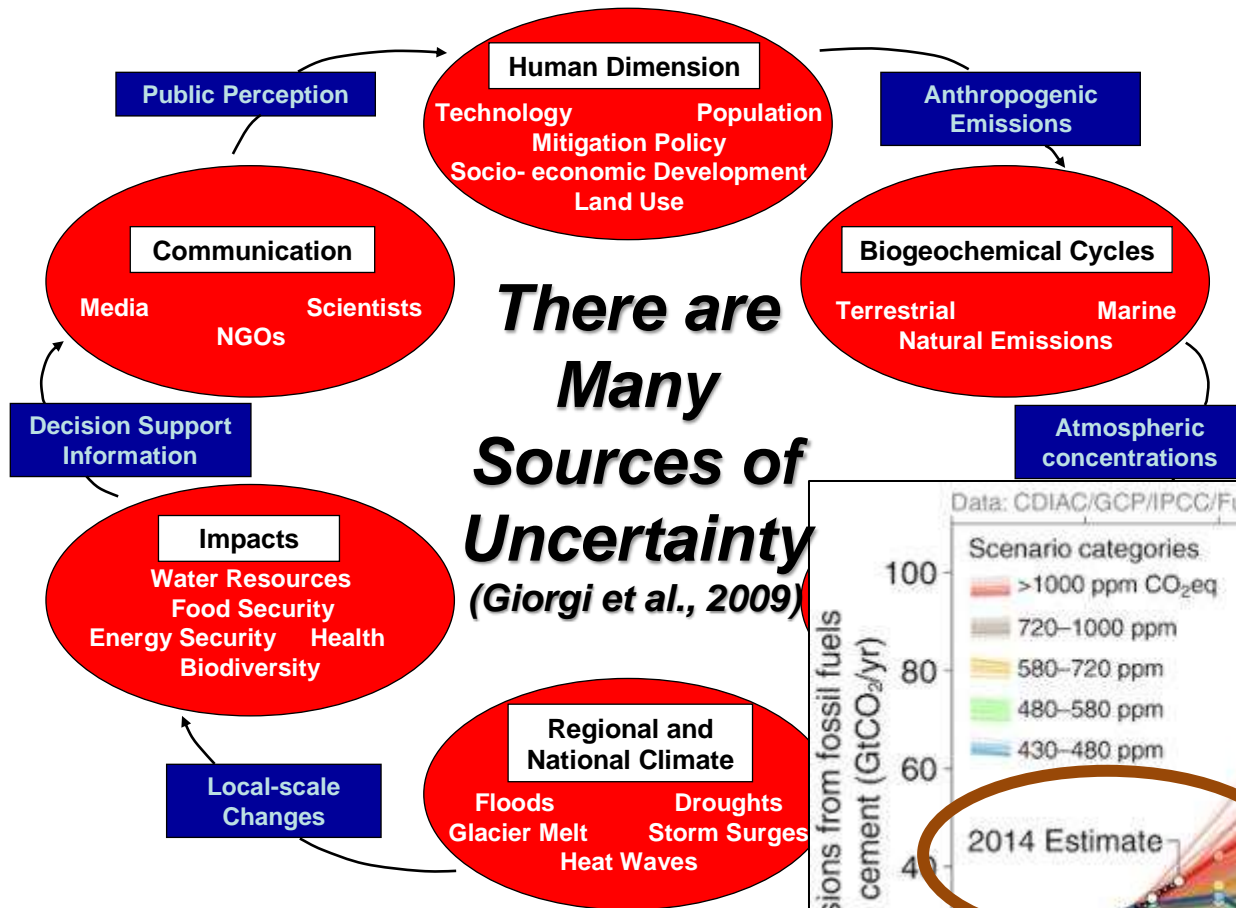 Human Dimension
Technology Population
Mitigation Policy
Socio- economic Development
Land Use
Public Perception
Anthropogenic
Emissions
Communication
Media Scientists
NGOs
Biogeochemical Cycles
Terrestrial Marine
Natural Emissions
There are
Many
Sources of
Uncertainty
(Giorgi et al., 2009)
Decision Support
Information
Atmospheric
concentrations
Impacts
Water Resources
Food Security
Energy Security Health
Biodiversity
Regional and
National Climate
Floods Droughts
Glacier Melt Storm Surges
Heat Waves
Local-scale
Changes
Data: CDIAC/GCP/IPCC/Fu
Scenario categories
>1000 ppm CO₂eq
720–1000 ppm
580–720 ppm
480–580 ppm
430–480 ppm
100
80
60
40
sions from fossil fuels
cement (GtCO₂/yr)
2014 Estimate